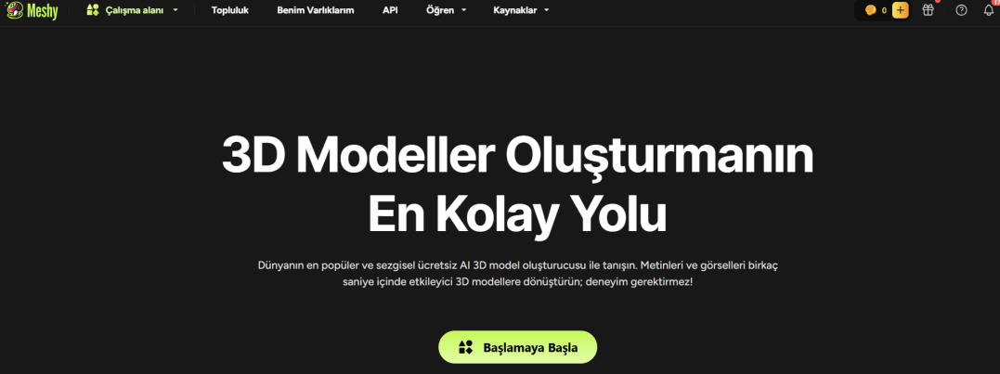 Meshy Çalışma alanı Topluluk Benim Varlıklarım API Öğren Kaynaklar 0 + ? 17
3D Modeller Oluşturmanın
En Kolay Yolu
Dünyanın en popüler ve sezgisel ücretsiz AI 3D model oluşturucusu ile tanışın. Metinleri ve görselleri birkaç
saniye içinde etkileyici 3D modellere dönüştürün; deneyim gerektirmez!
Başlamaya Başla